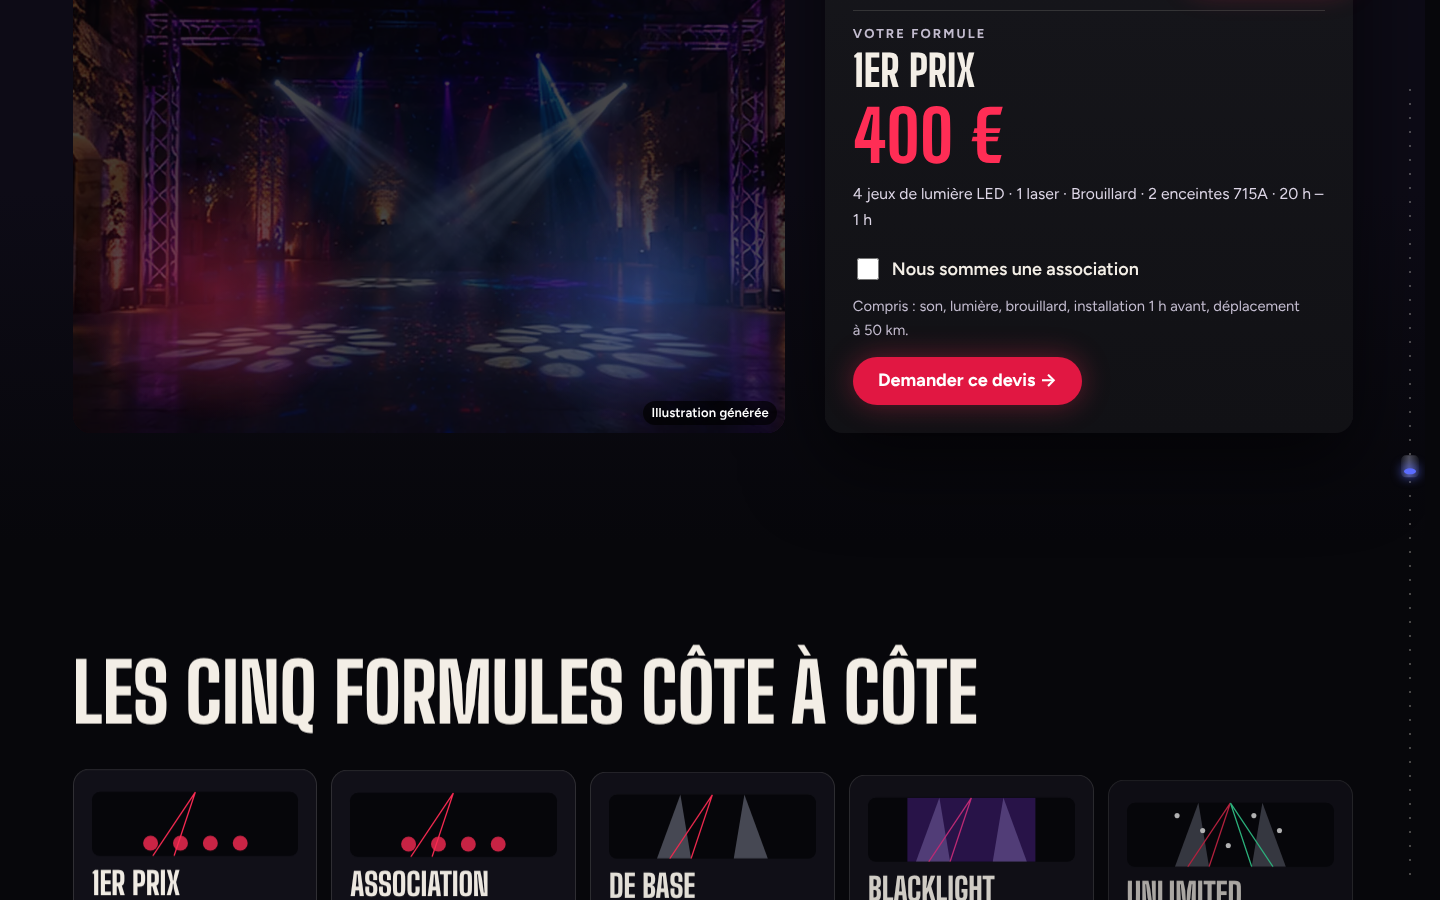 VOTRE FORMULE
1ER PRIX
400 €
4 jeux de lumière LED · 1 laser · Brouillard · 2 enceintes 715A · 20 h –
1 h
Nous sommes une association
Compris : son, lumière, brouillard, installation 1 h avant, déplacement
à 50 km.
Demander ce devis →
Illustration générée
LES CINQ FORMULES CÔTE À CÔTE
1ER PRIX
ASSOCIATION
DE BASE
BLACKLIGHT
UNLIMITED